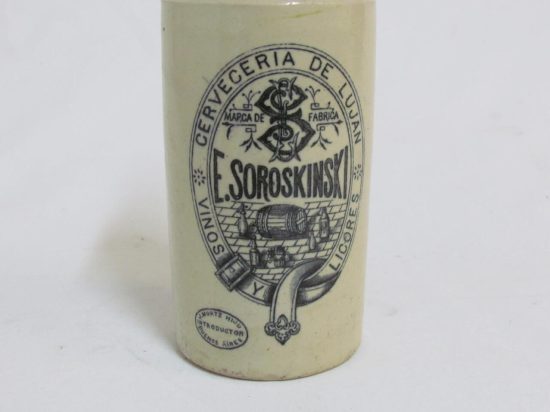 CERVECERIA DE LUJAN
MARCA DE FABRICA
E. SOROSKINSKI
VINOS Y LICORES
INTRODUCTOR
BUENOS AIRES